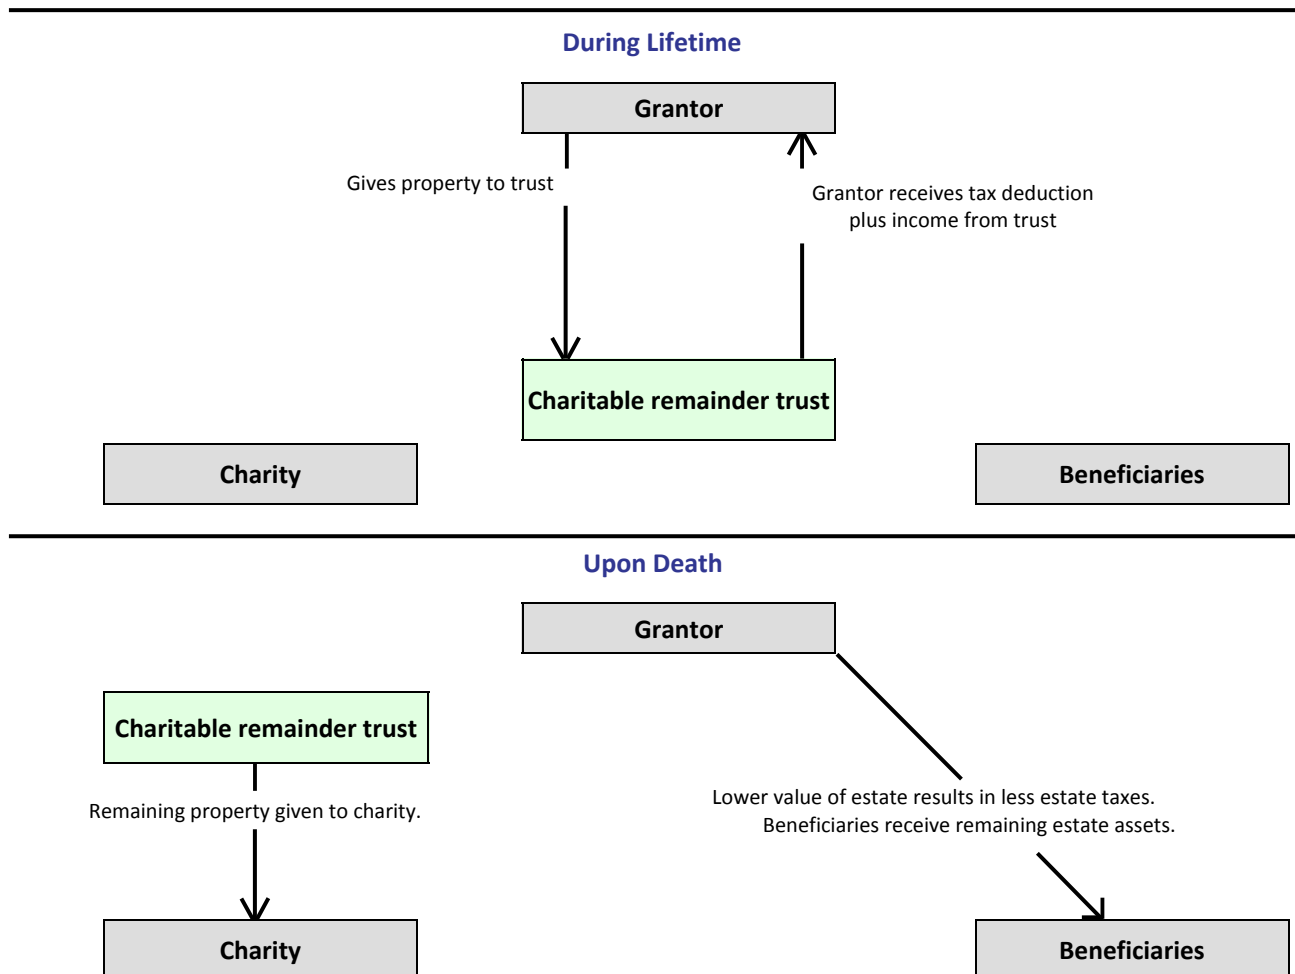 During Lifetime
Grantor
Gives property to trust
Grantor receives tax deduction
plus income from trust
Charitable remainder trust
Charity
Beneficiaries
Upon Death
Grantor
Charitable remainder trust
Remaining property given to charity.
Lower value of estate results in less estate taxes.
Beneficiaries receive remaining estate assets.
Charity
Beneficiaries